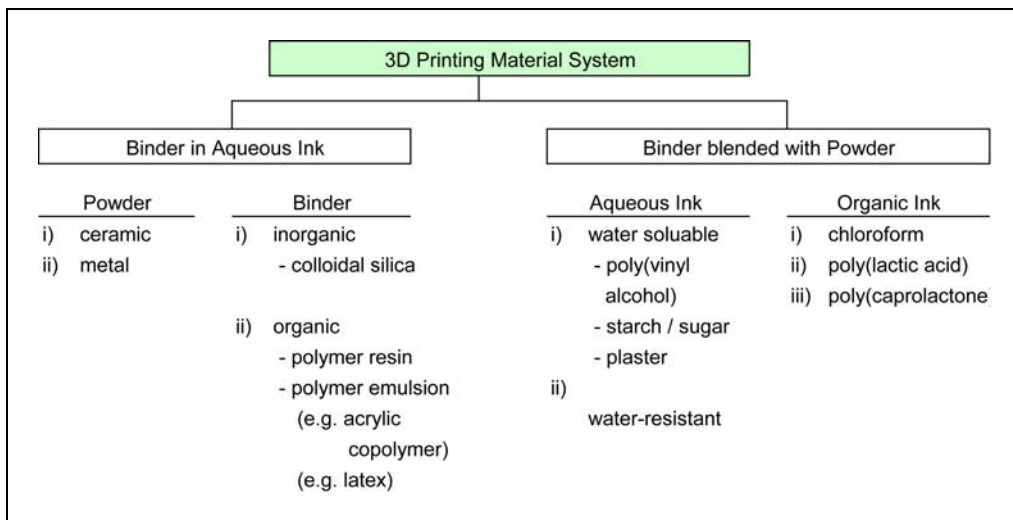 3D Printing Material System
Binder in Aqueous Ink
Powder
i) ceramic
ii) metal
Binder
i) inorganic
- colloidal silica
ii) organic
- polymer resin
- polymer emulsion
(e.g. acrylic
copolymer)
(e.g. latex)
Binder blended with Powder
Aqueous Ink
i) water soluable
- poly(vinyl
alcohol)
- starch / sugar
- plaster
ii)
water-resistant
Organic Ink
i) chloroform
ii) poly(lactic acid)
iii) poly(caprolactone)